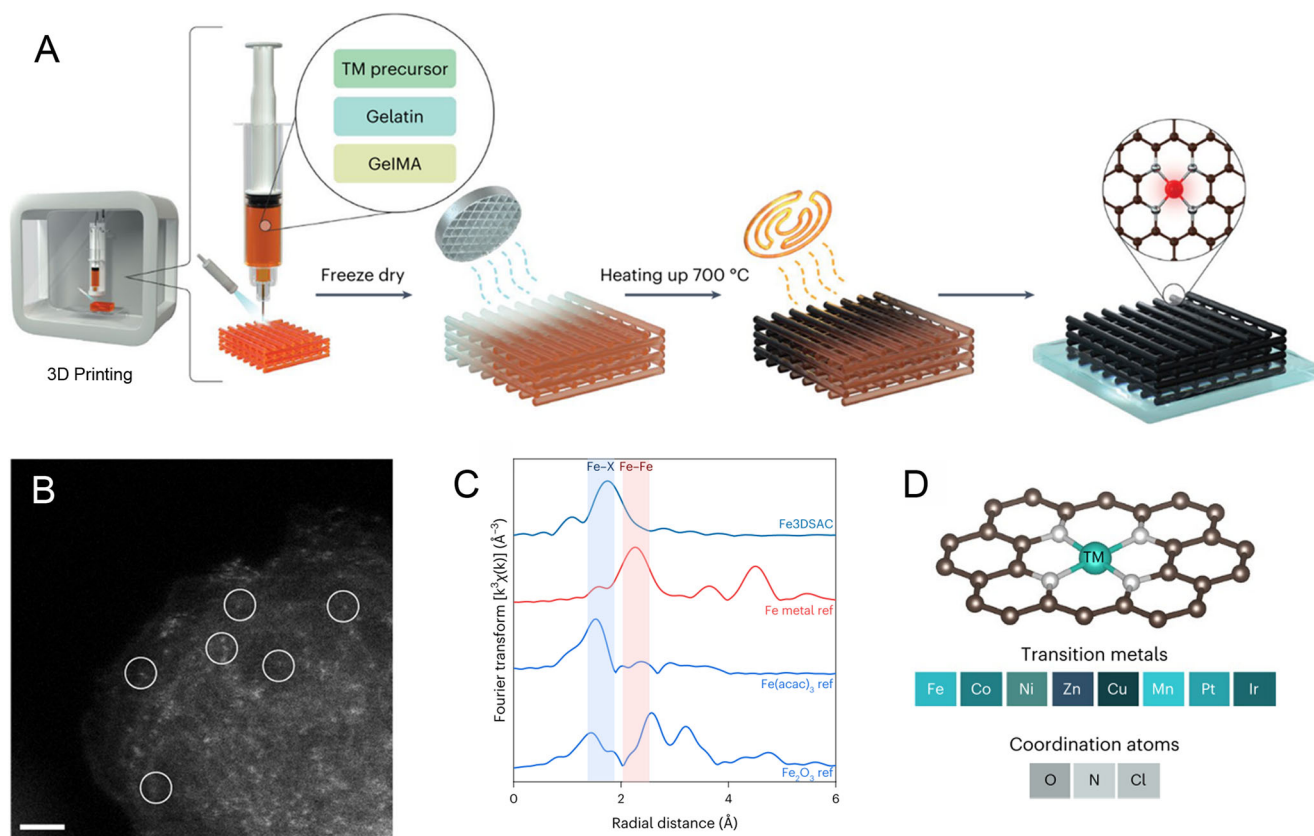 A
TM precursor
Gelatin
GelMA
3D Printing
Freeze dry
Heating up 700 °C
B
C
Fe–X
Fe–Fe
Fourier transform [k³χ(k)] (Å⁻³)
Fe3DSAC
Fe metal ref
Fe(acac)₃ ref
Fe₂O₃ ref
0
2
4
6
Radial distance (Å)
D
TM
Transition metals
Fe Co Ni Zn Cu Mn Pt Ir
Coordination atoms
O N Cl